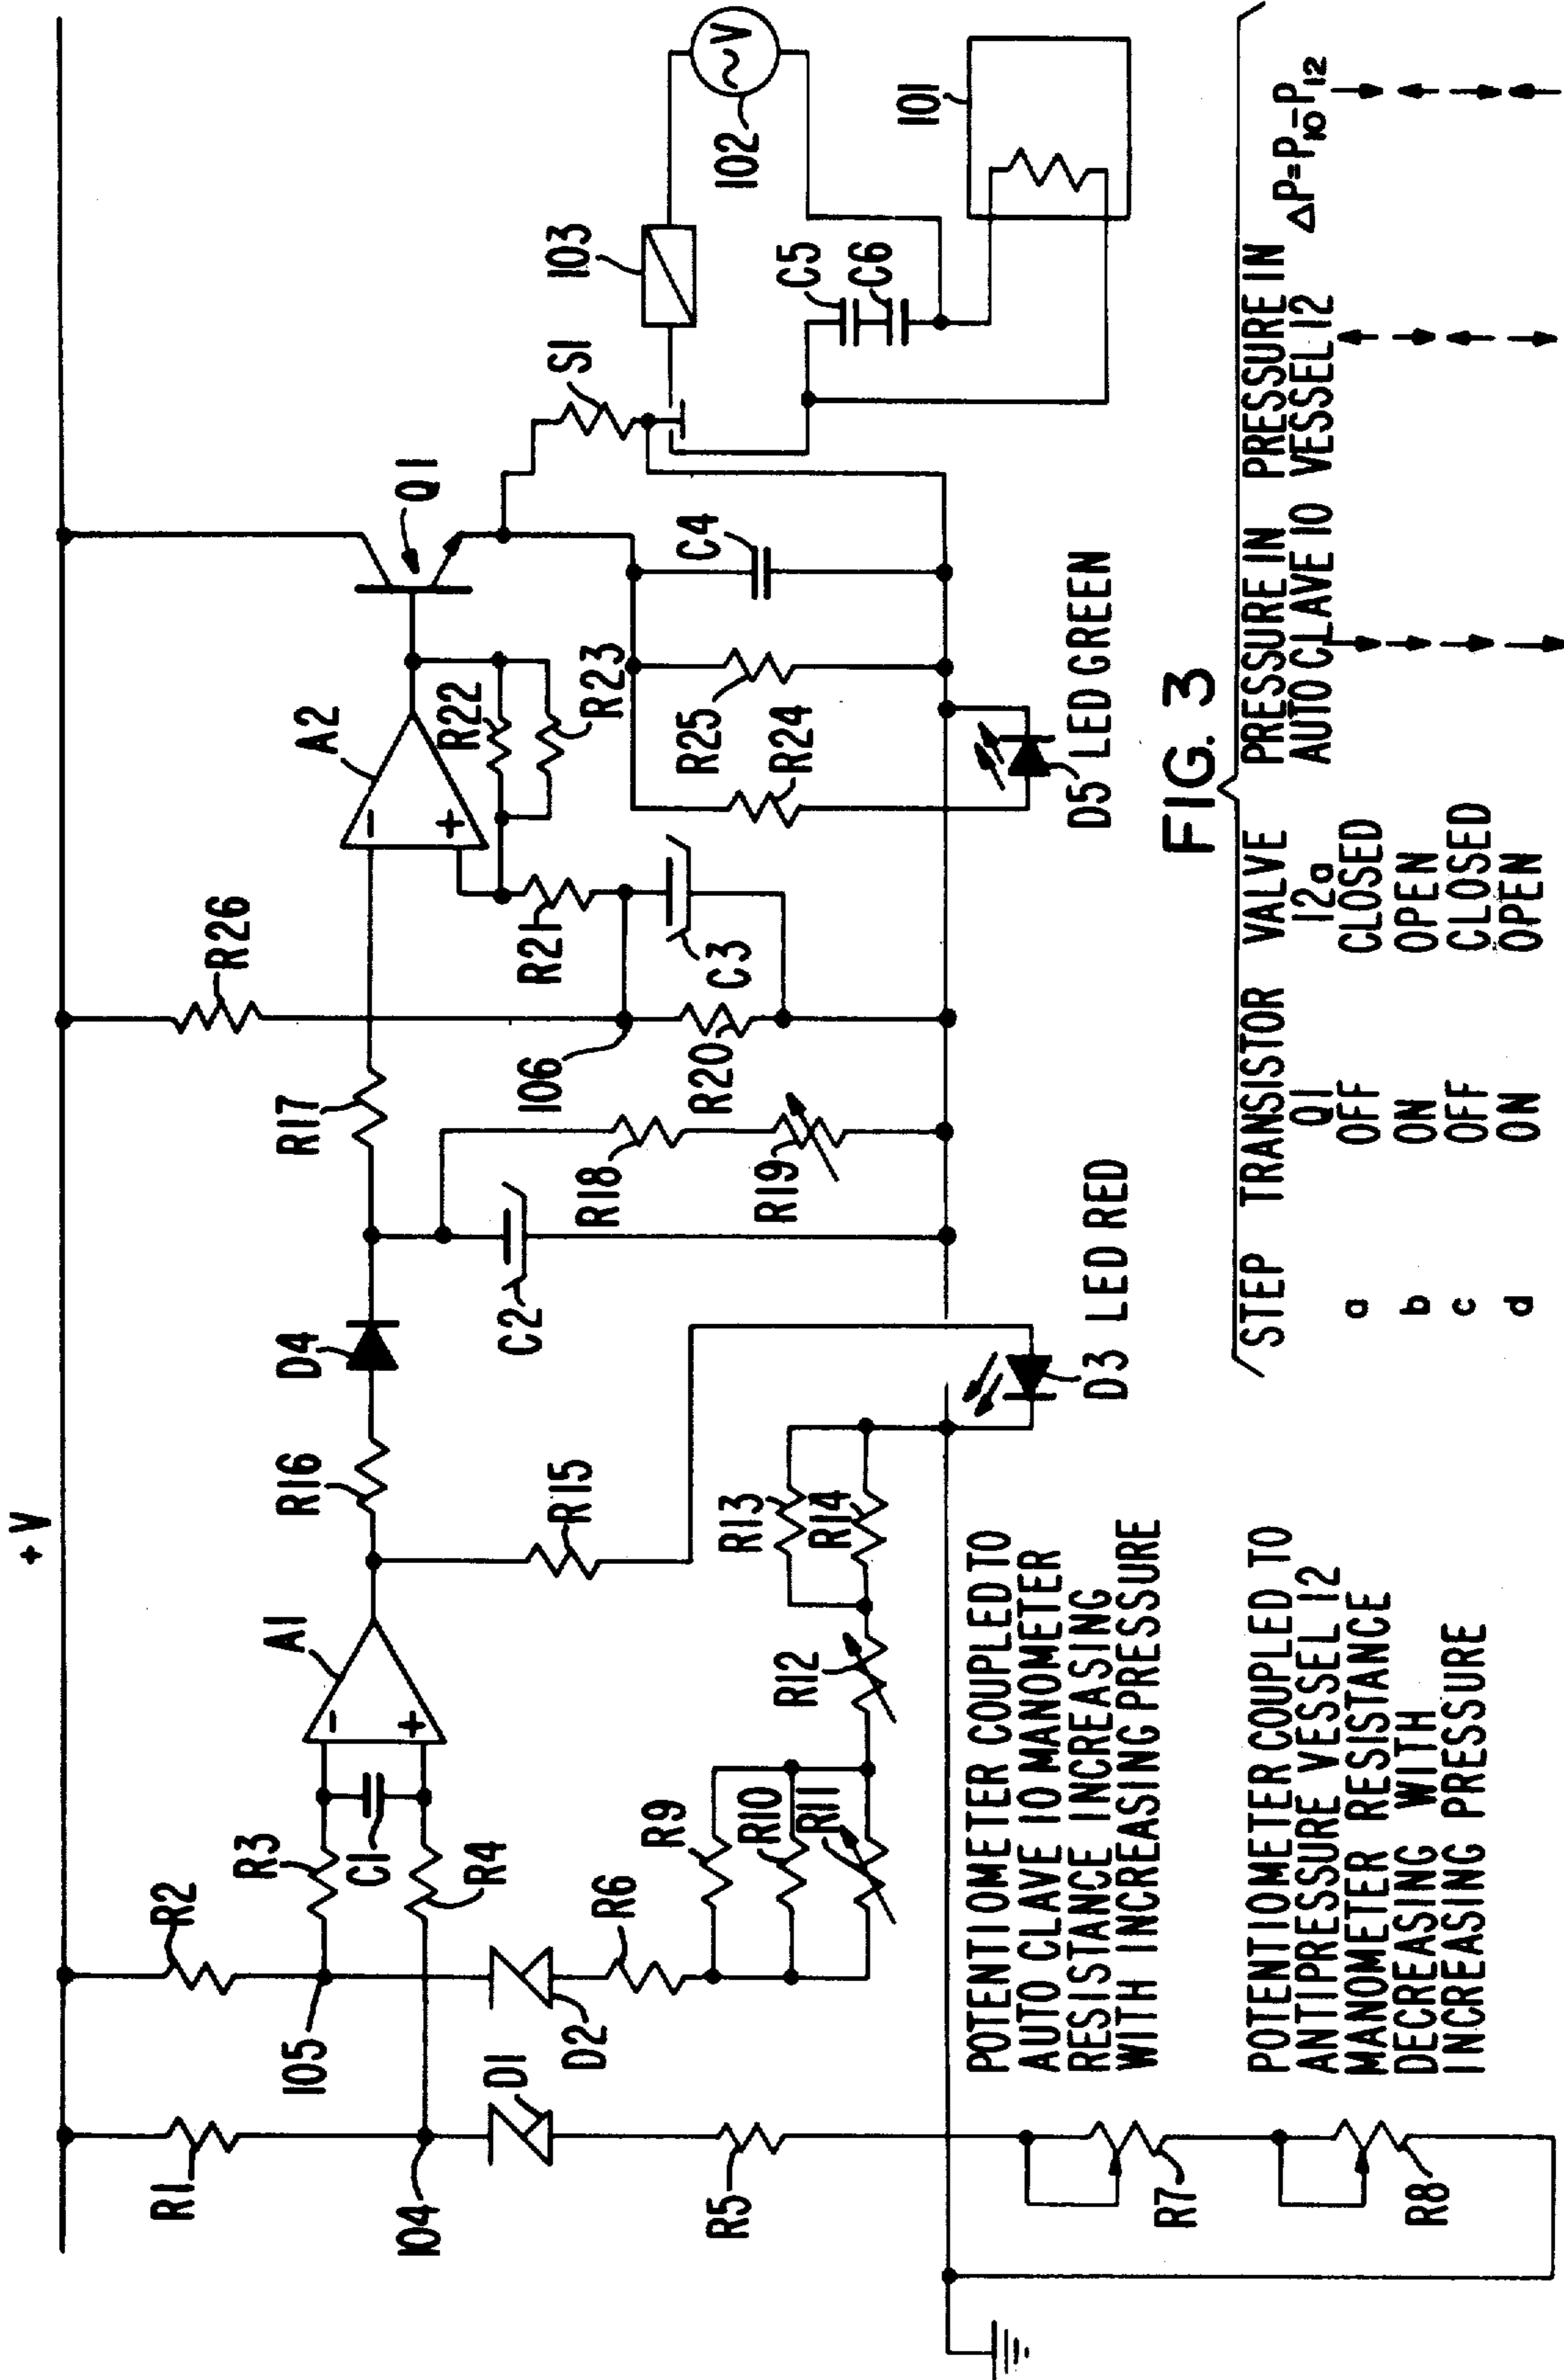 +V
R1
R2
105
104
R3
C1
R4
A1
−
+
D1
D2
R5
R6
R9
R10
R11
R12
R13
R14
R15
R16
D4
R17
R26
C2
R18
R19
106
R20
R21
C3
A2
−
+
R22
R23
Q1
R25
R24
C4
S1
103
102
~V
C5
C6
101
R7
R8
D3 LED RED
D5 LED GREEN
POTENTIOMETER COUPLED TO
AUTO CLAVE 10 MANOMETER
RESISTANCE INCREASING
WITH INCREASING PRESSURE
POTENTIOMETER COUPLED TO
ANTIPRESSURE VESSEL 12
MANOMETER RESISTANCE
DECREASING WITH
INCREASING PRESSURE
FIG. 3
STEP TRANSISTOR VALVE PRESSURE IN PRESSURE IN ΔP=P10-P12
Q1 12a AUTO CLAVE 10 VESSEL 12
a OFF CLOSED ↓ ↑ ↓
b ON OPEN ↓ ↓ ↑
c OFF CLOSED ↓ ↑ ↓
d ON OPEN ↓ ↓ ↑